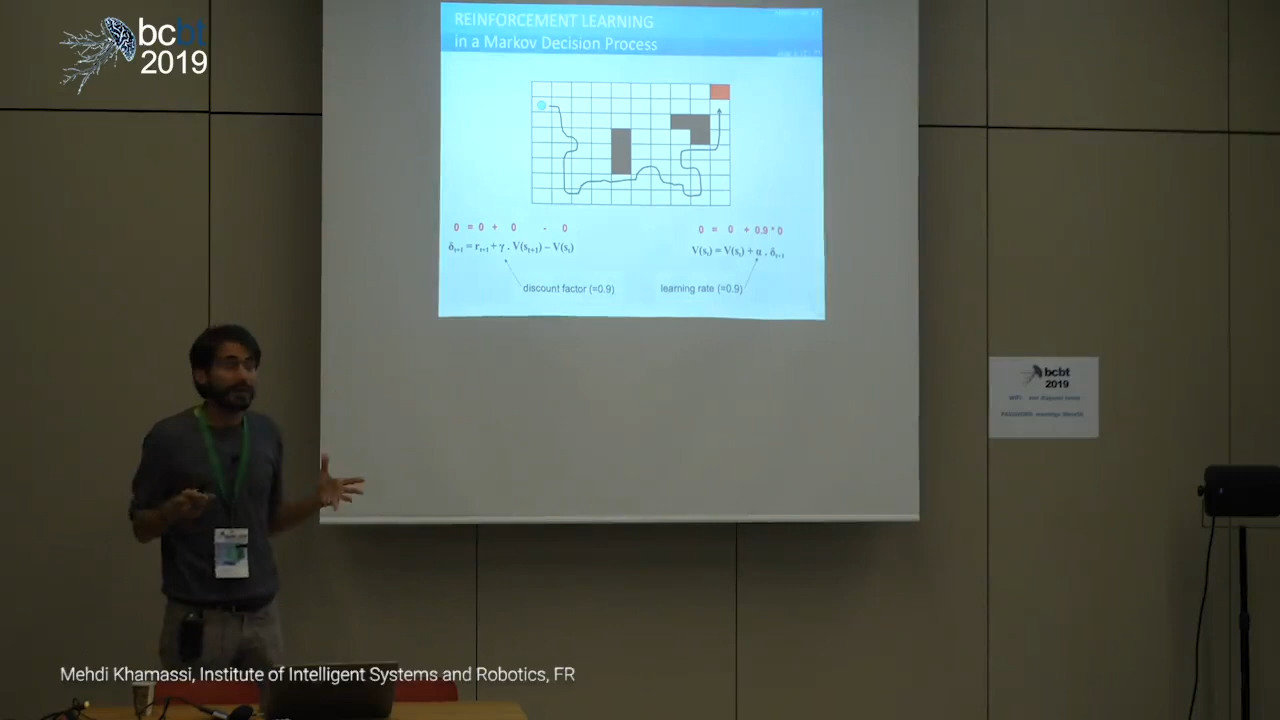 bcbt
2019
REINFORCEMENT LEARNING
in a Markov Decision Process
0 = 0 + 0 - 0
0 = 0 + 0.9 * 0
δₜ₊₁ = rₜ₊₁ + γ . V(sₜ₊₁) – V(sₜ)
V(sₜ) = V(sₜ) + α . δₜ₊₁
discount factor (=0.9)
learning rate (=0.9)
bcbt
2019
WIFI:
PASSWORD:
Mehdi Khamassi, Institute of Intelligent Systems and Robotics, FR